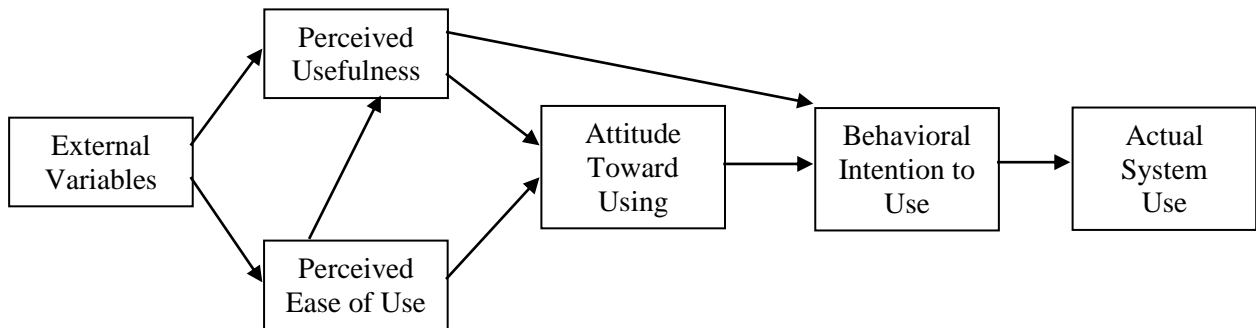 Perceived
Usefulness
External
Variables
Attitude
Toward
Using
Behavioral
Intention to
Use
Actual
System
Use
Perceived
Ease of Use